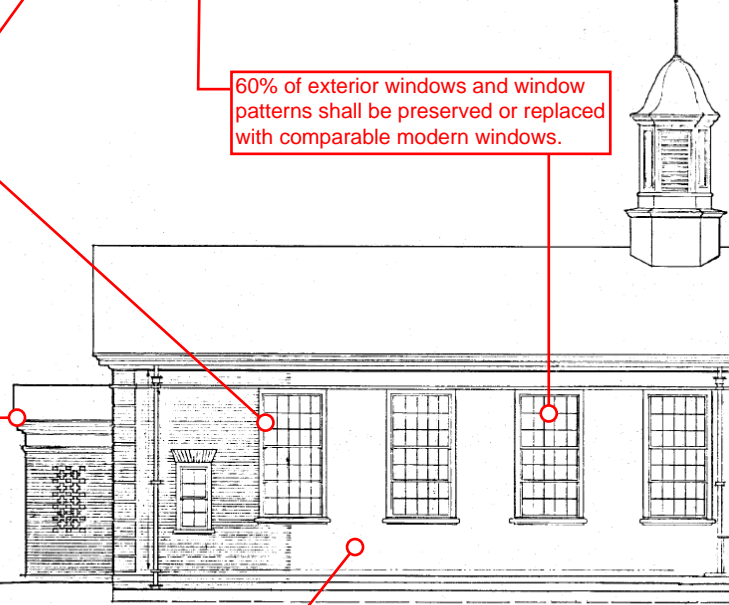 60% of exterior windows and window
patterns shall be preserved or replaced
with comparable modern windows.